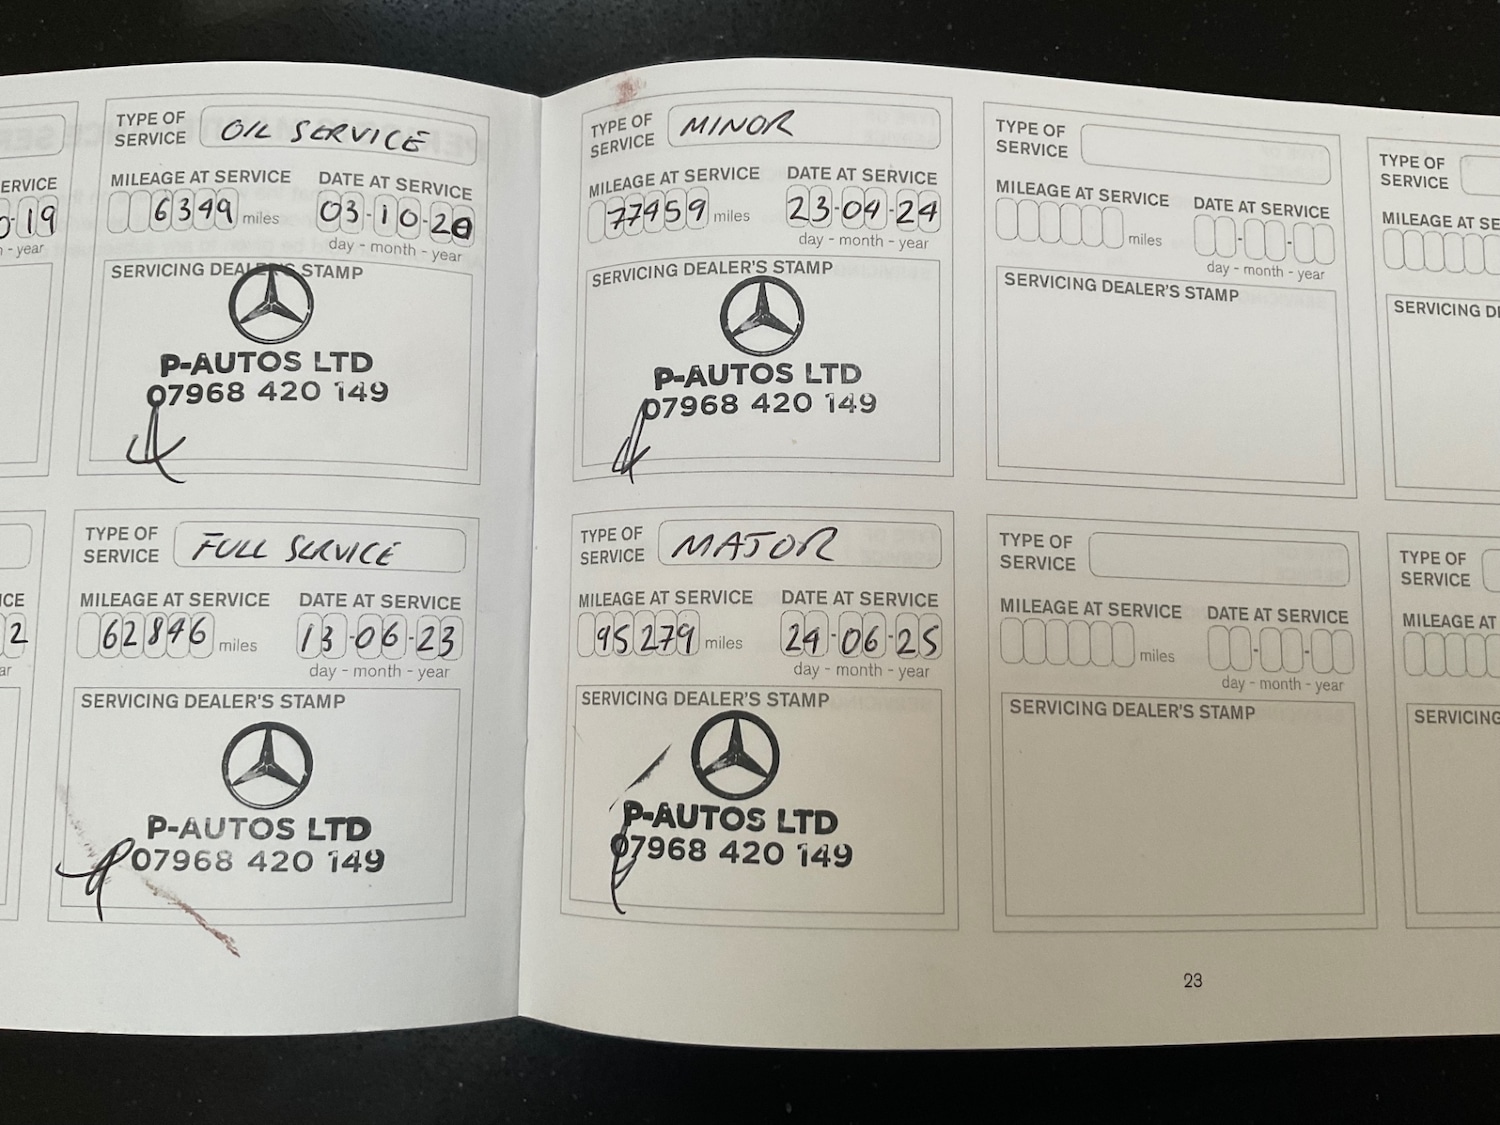 TYPE OF SERVICE OIL SERVICE
MILEAGE AT SERVICE DATE AT SERVICE
6349 miles 03-10-20
day - month - year
SERVICING DEALER'S STAMP
P-AUTOS LTD
07968 420 149
TYPE OF SERVICE FULL SERVICE
MILEAGE AT SERVICE DATE AT SERVICE
62846 miles 13-06-23
day - month - year
SERVICING DEALER'S STAMP
P-AUTOS LTD
07968 420 149
TYPE OF SERVICE MINOR
MILEAGE AT SERVICE DATE AT SERVICE
77459 miles 23-04-24
day - month - year
SERVICING DEALER'S STAMP
P-AUTOS LTD
07968 420 149
TYPE OF SERVICE MAJOR
MILEAGE AT SERVICE DATE AT SERVICE
95279 miles 24-06-25
day - month - year
SERVICING DEALER'S STAMP
P-AUTOS LTD
07968 420 149
TYPE OF SERVICE
MILEAGE AT SERVICE DATE AT SERVICE
miles - -
day - month - year
SERVICING DEALER'S STAMP
TYPE OF SERVICE
MILEAGE AT SERVICE DATE AT SERVICE
miles - -
day - month - year
SERVICING DEALER'S STAMP
TYPE OF SERVICE
MILEAGE AT
SERVICING
TYPE OF SERVICE
MILEAGE AT
SERVICING
23